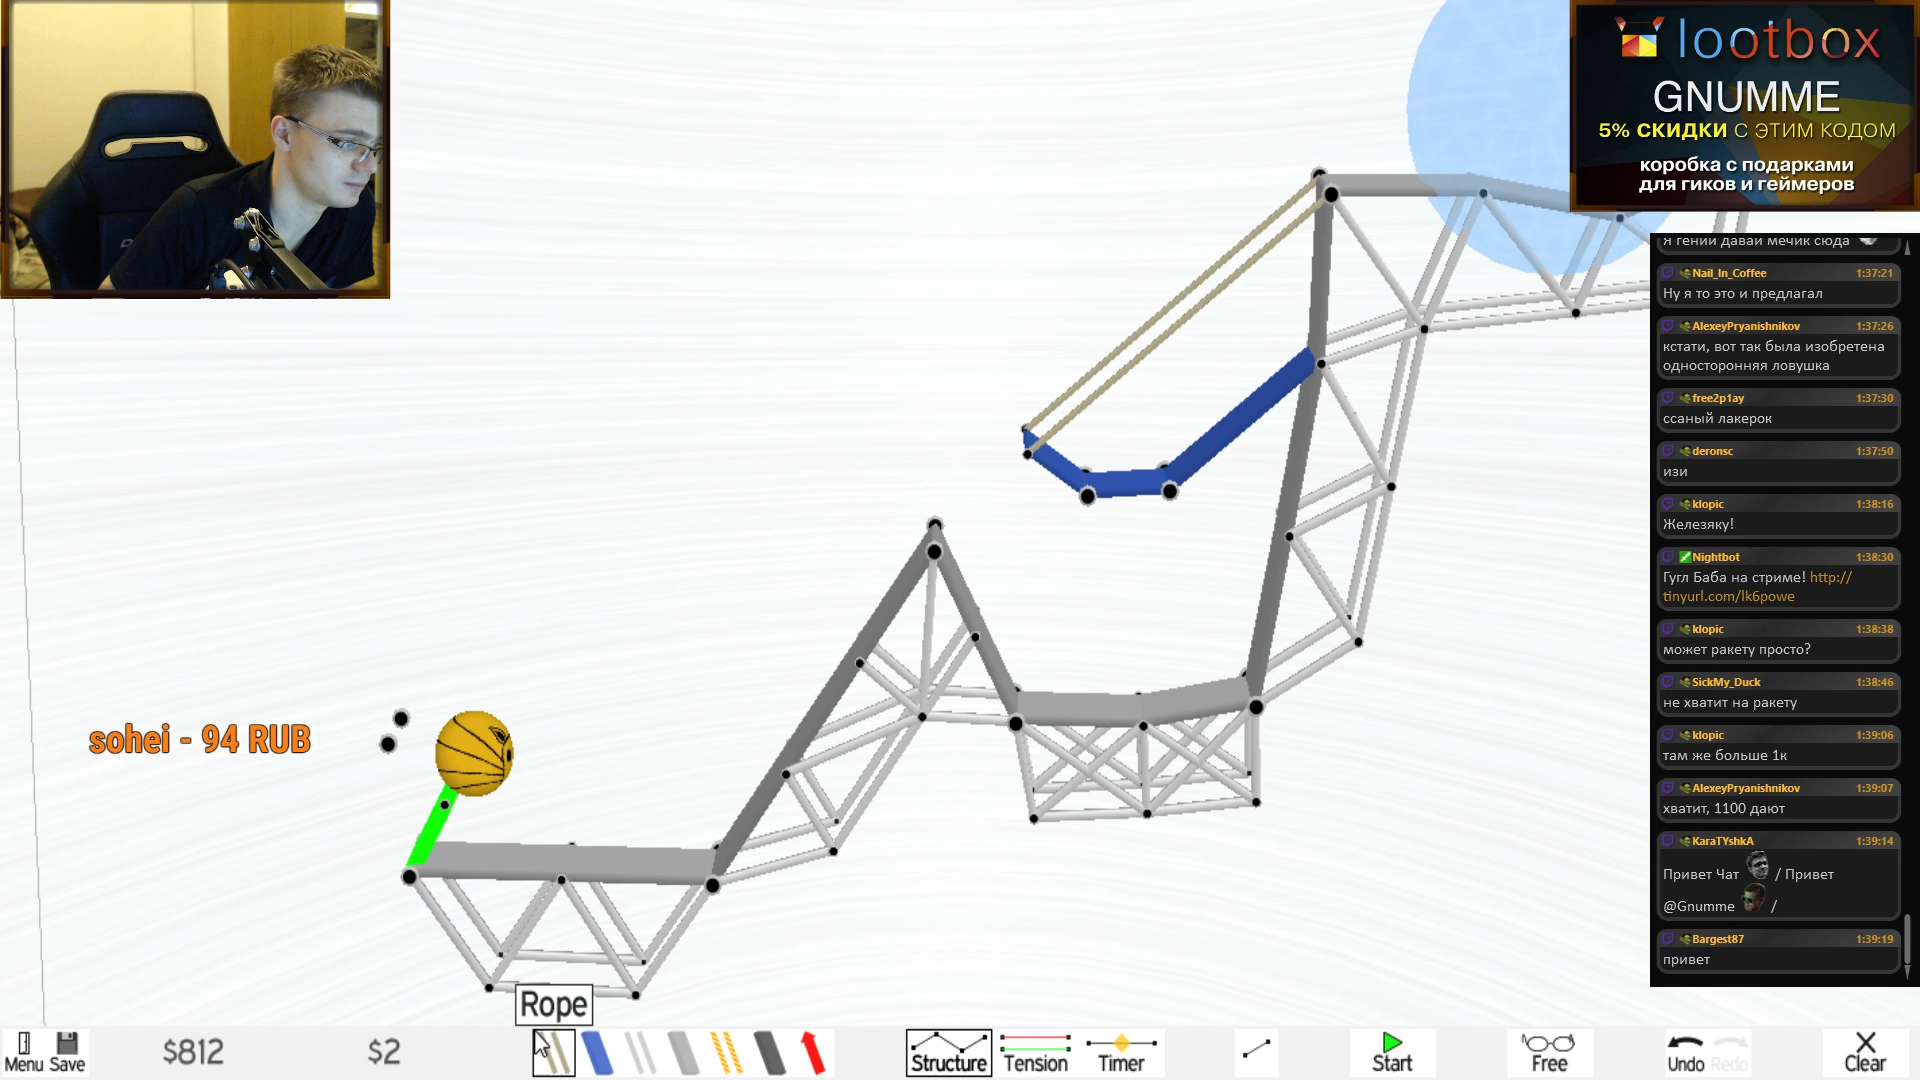 lootbox
GNUMME
5% СКИДКИ С ЭТИМ КОДОМ
коробка с подарками
для гиков и геймеров
Я гений давай мечик сюда
Nail_In_Coffee 1:37:21
Ну я то это и предлагал
AlexeyPryanishnikov 1:37:26
кстати, вот так была изобретена
односторонняя ловушка
free2p1ay 1:37:30
ссаный лакерок
deronsc 1:37:50
изи
klopic 1:38:16
Железяку!
Nightbot 1:38:30
Гугл Баба на стриме! http://
tinyurl.com/lk6powe
klopic 1:38:38
может ракету просто?
SickMy_Duck 1:38:46
не хватит на ракету
klopic 1:39:06
там же больше 1к
AlexeyPryanishnikov 1:39:07
хватит, 1100 дают
KaraTYshkA 1:39:14
Привет Чат / Привет
@Gnumme /
Bargest87 1:39:19
привет
sohei - 94 RUB
Rope
Menu Save $812 $2 Structure Tension Timer Start Free Undo Redo Clear